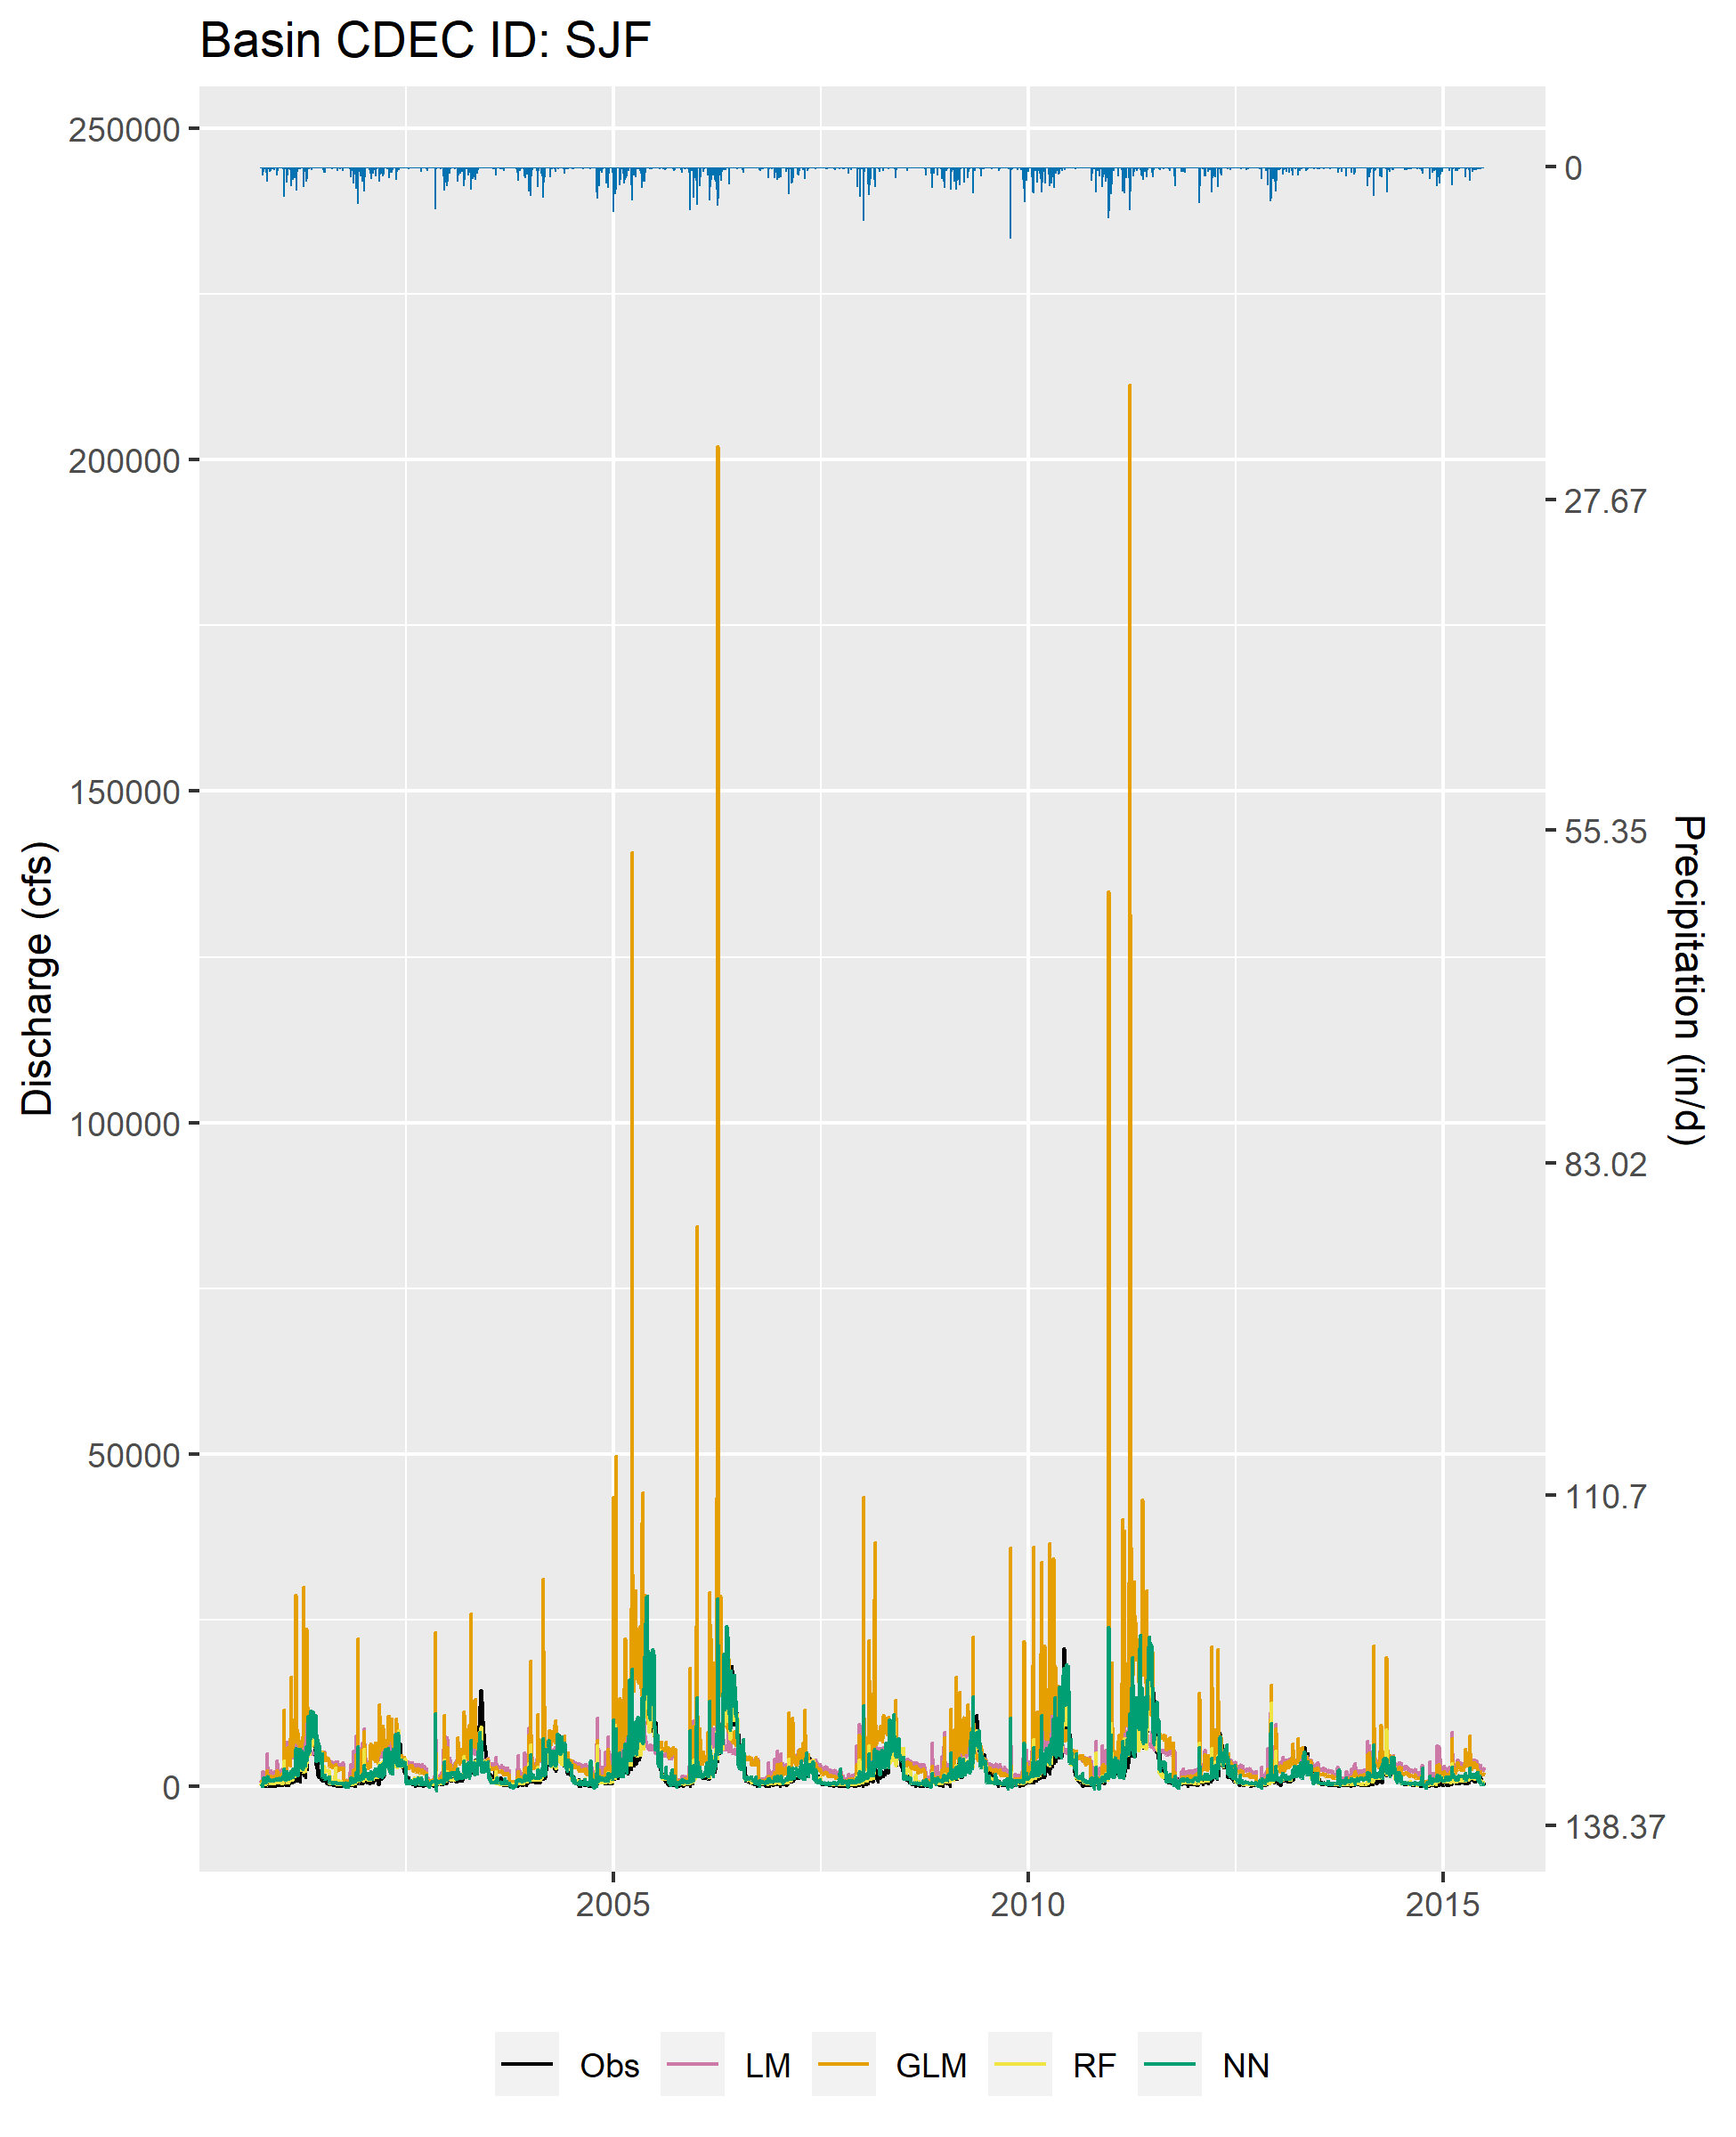 Basin CDEC ID: SJF
250000
200000
150000
100000
50000
0
Discharge (cfs)
0
27.67
55.35
83.02
110.7
138.37
Precipitation (in/d)
2005 2010 2015
Obs LM GLM RF NN